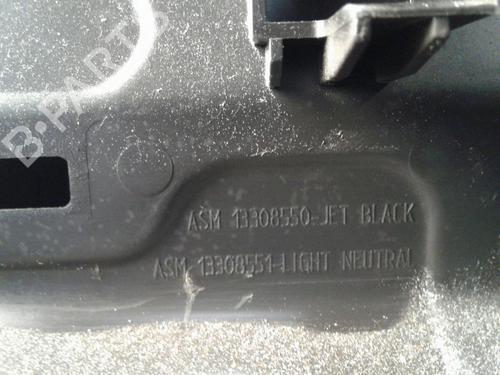 B-PARTS
ASM 13308550-JET BLACK
ASM 13308551-LIGHT NEUTRAL